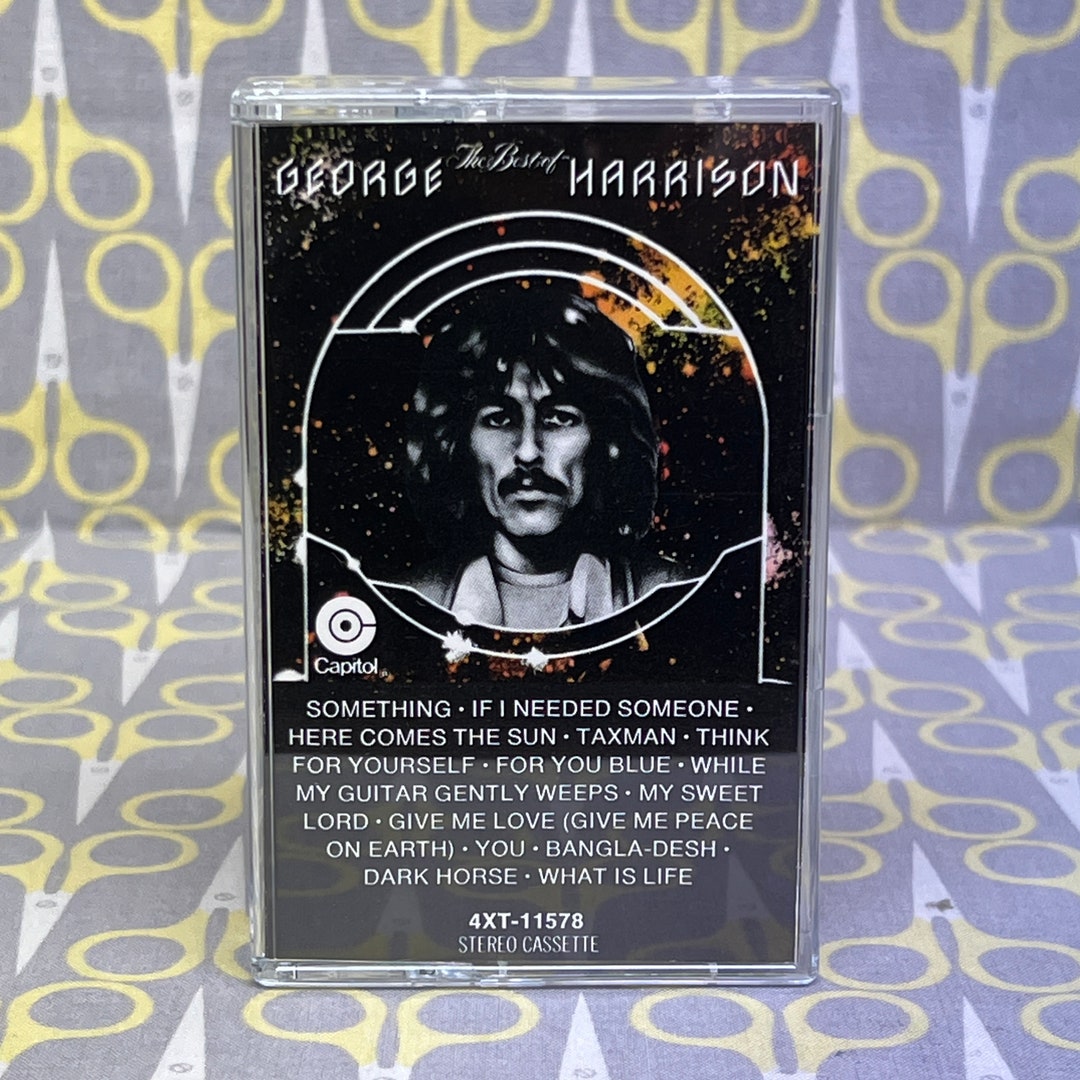 GEORGE The Best of HARRISON
Capitol
SOMETHING • IF I NEEDED SOMEONE •
HERE COMES THE SUN • TAXMAN • THINK
FOR YOURSELF • FOR YOU BLUE • WHILE
MY GUITAR GENTLY WEEPS • MY SWEET
LORD • GIVE ME LOVE (GIVE ME PEACE
ON EARTH) • YOU • BANGLA-DESH •
DARK HORSE • WHAT IS LIFE
4XT-11578
STEREO CASSETTE